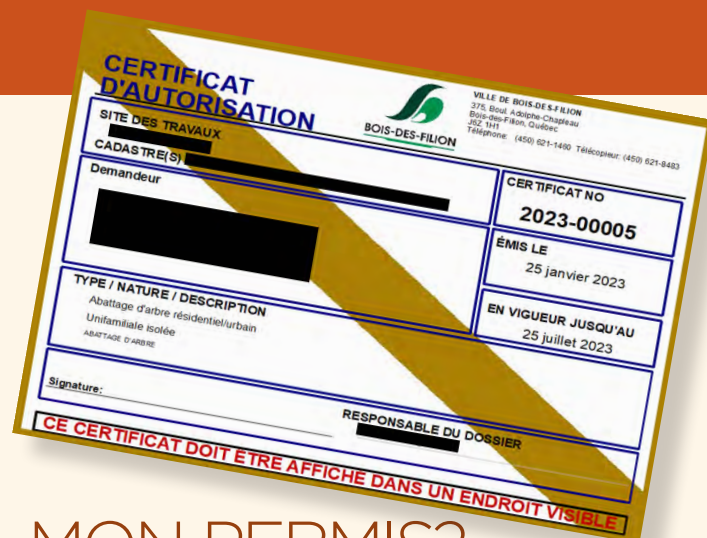 CERTIFICAT
D'AUTORISATION
BOIS-DES-FILION
VILLE DE BOIS-DES-FILION
375, Boul. Adolphe-Chapleau
Bois-des-Filion, Québec
J6Z 1H1
Téléphone: (450) 621-1460 Télécopieur: (450) 621-8483
SITE DES TRAVAUX
CADASTRE(S)
Demandeur
CERTIFICAT NO
2023-00005
ÉMIS LE
25 janvier 2023
EN VIGUEUR JUSQU'AU
25 juillet 2023
TYPE / NATURE / DESCRIPTION
Abattage d'arbre résidentiel/urbain
Unifamiliale isolée
ABATTAGE D'ARBRE
Signature:
RESPONSABLE DU DOSSIER
CE CERTIFICAT DOIT ÊTRE AFFICHÉ DANS UN ENDROIT VISIBLE
MON PERMIS?